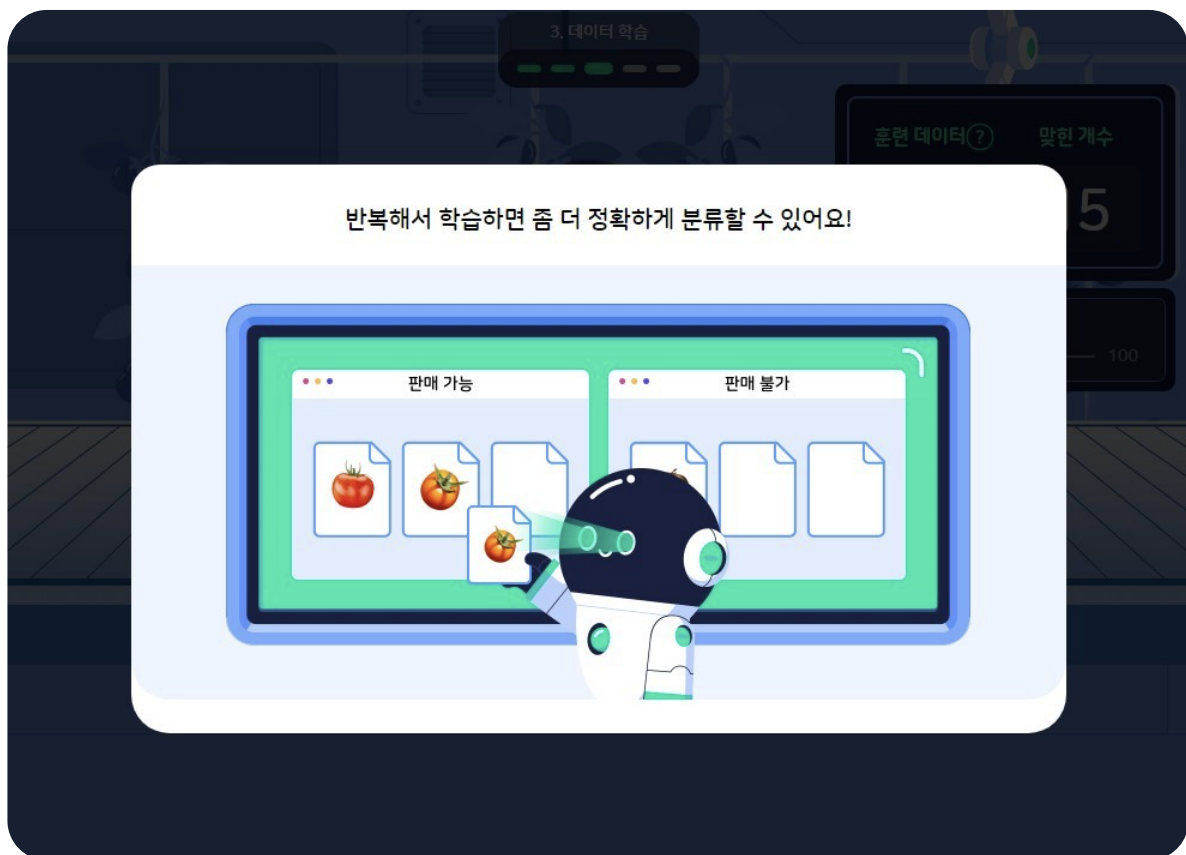 3. 데이터 학습
훈련 데이터? 맞힌 개수
15
100
반복해서 학습하면 좀 더 정확하게 분류할 수 있어요!
판매 가능
판매 불가